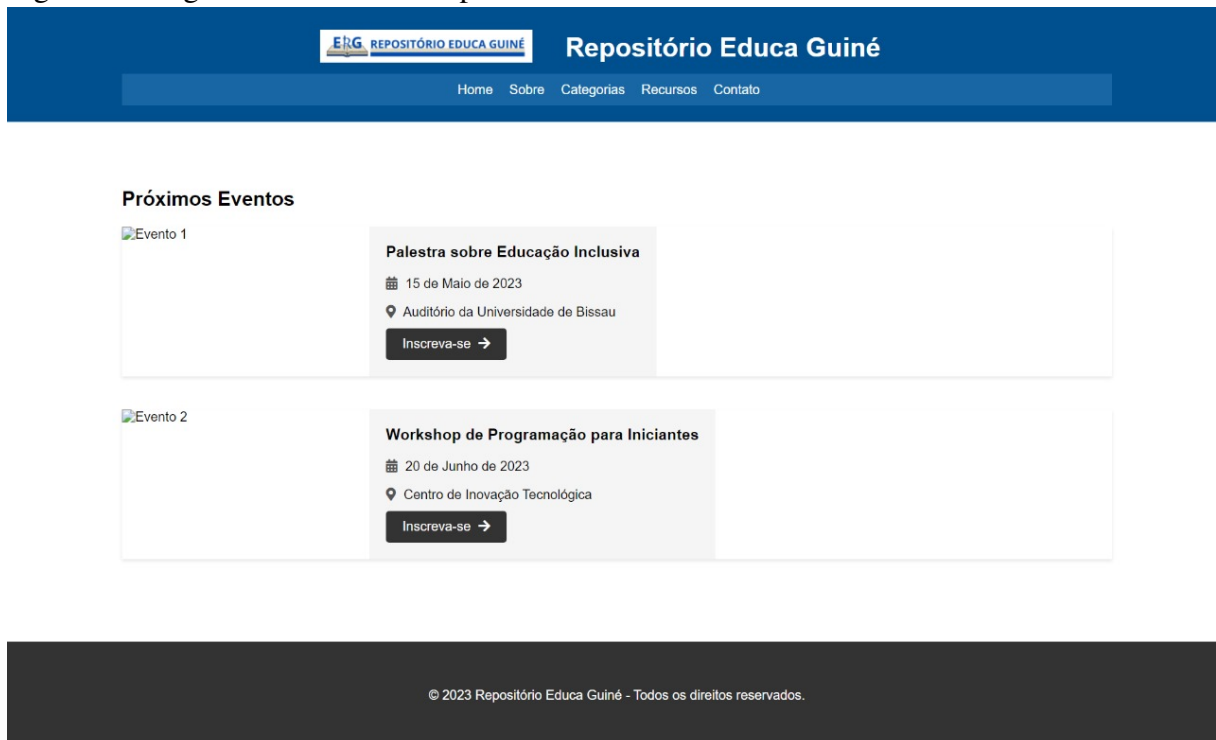 ERG REPOSITÓRIO EDUCA GUINÉ
Repositório Educa Guiné
Home Sobre Categorias Recursos Contato
Próximos Eventos
Evento 1
Palestra sobre Educação Inclusiva
15 de Maio de 2023
Auditório da Universidade de Bissau
Inscreva-se
Evento 2
Workshop de Programação para Iniciantes
20 de Junho de 2023
Centro de Inovação Tecnológica
Inscreva-se
© 2023 Repositório Educa Guiné - Todos os direitos reservados.